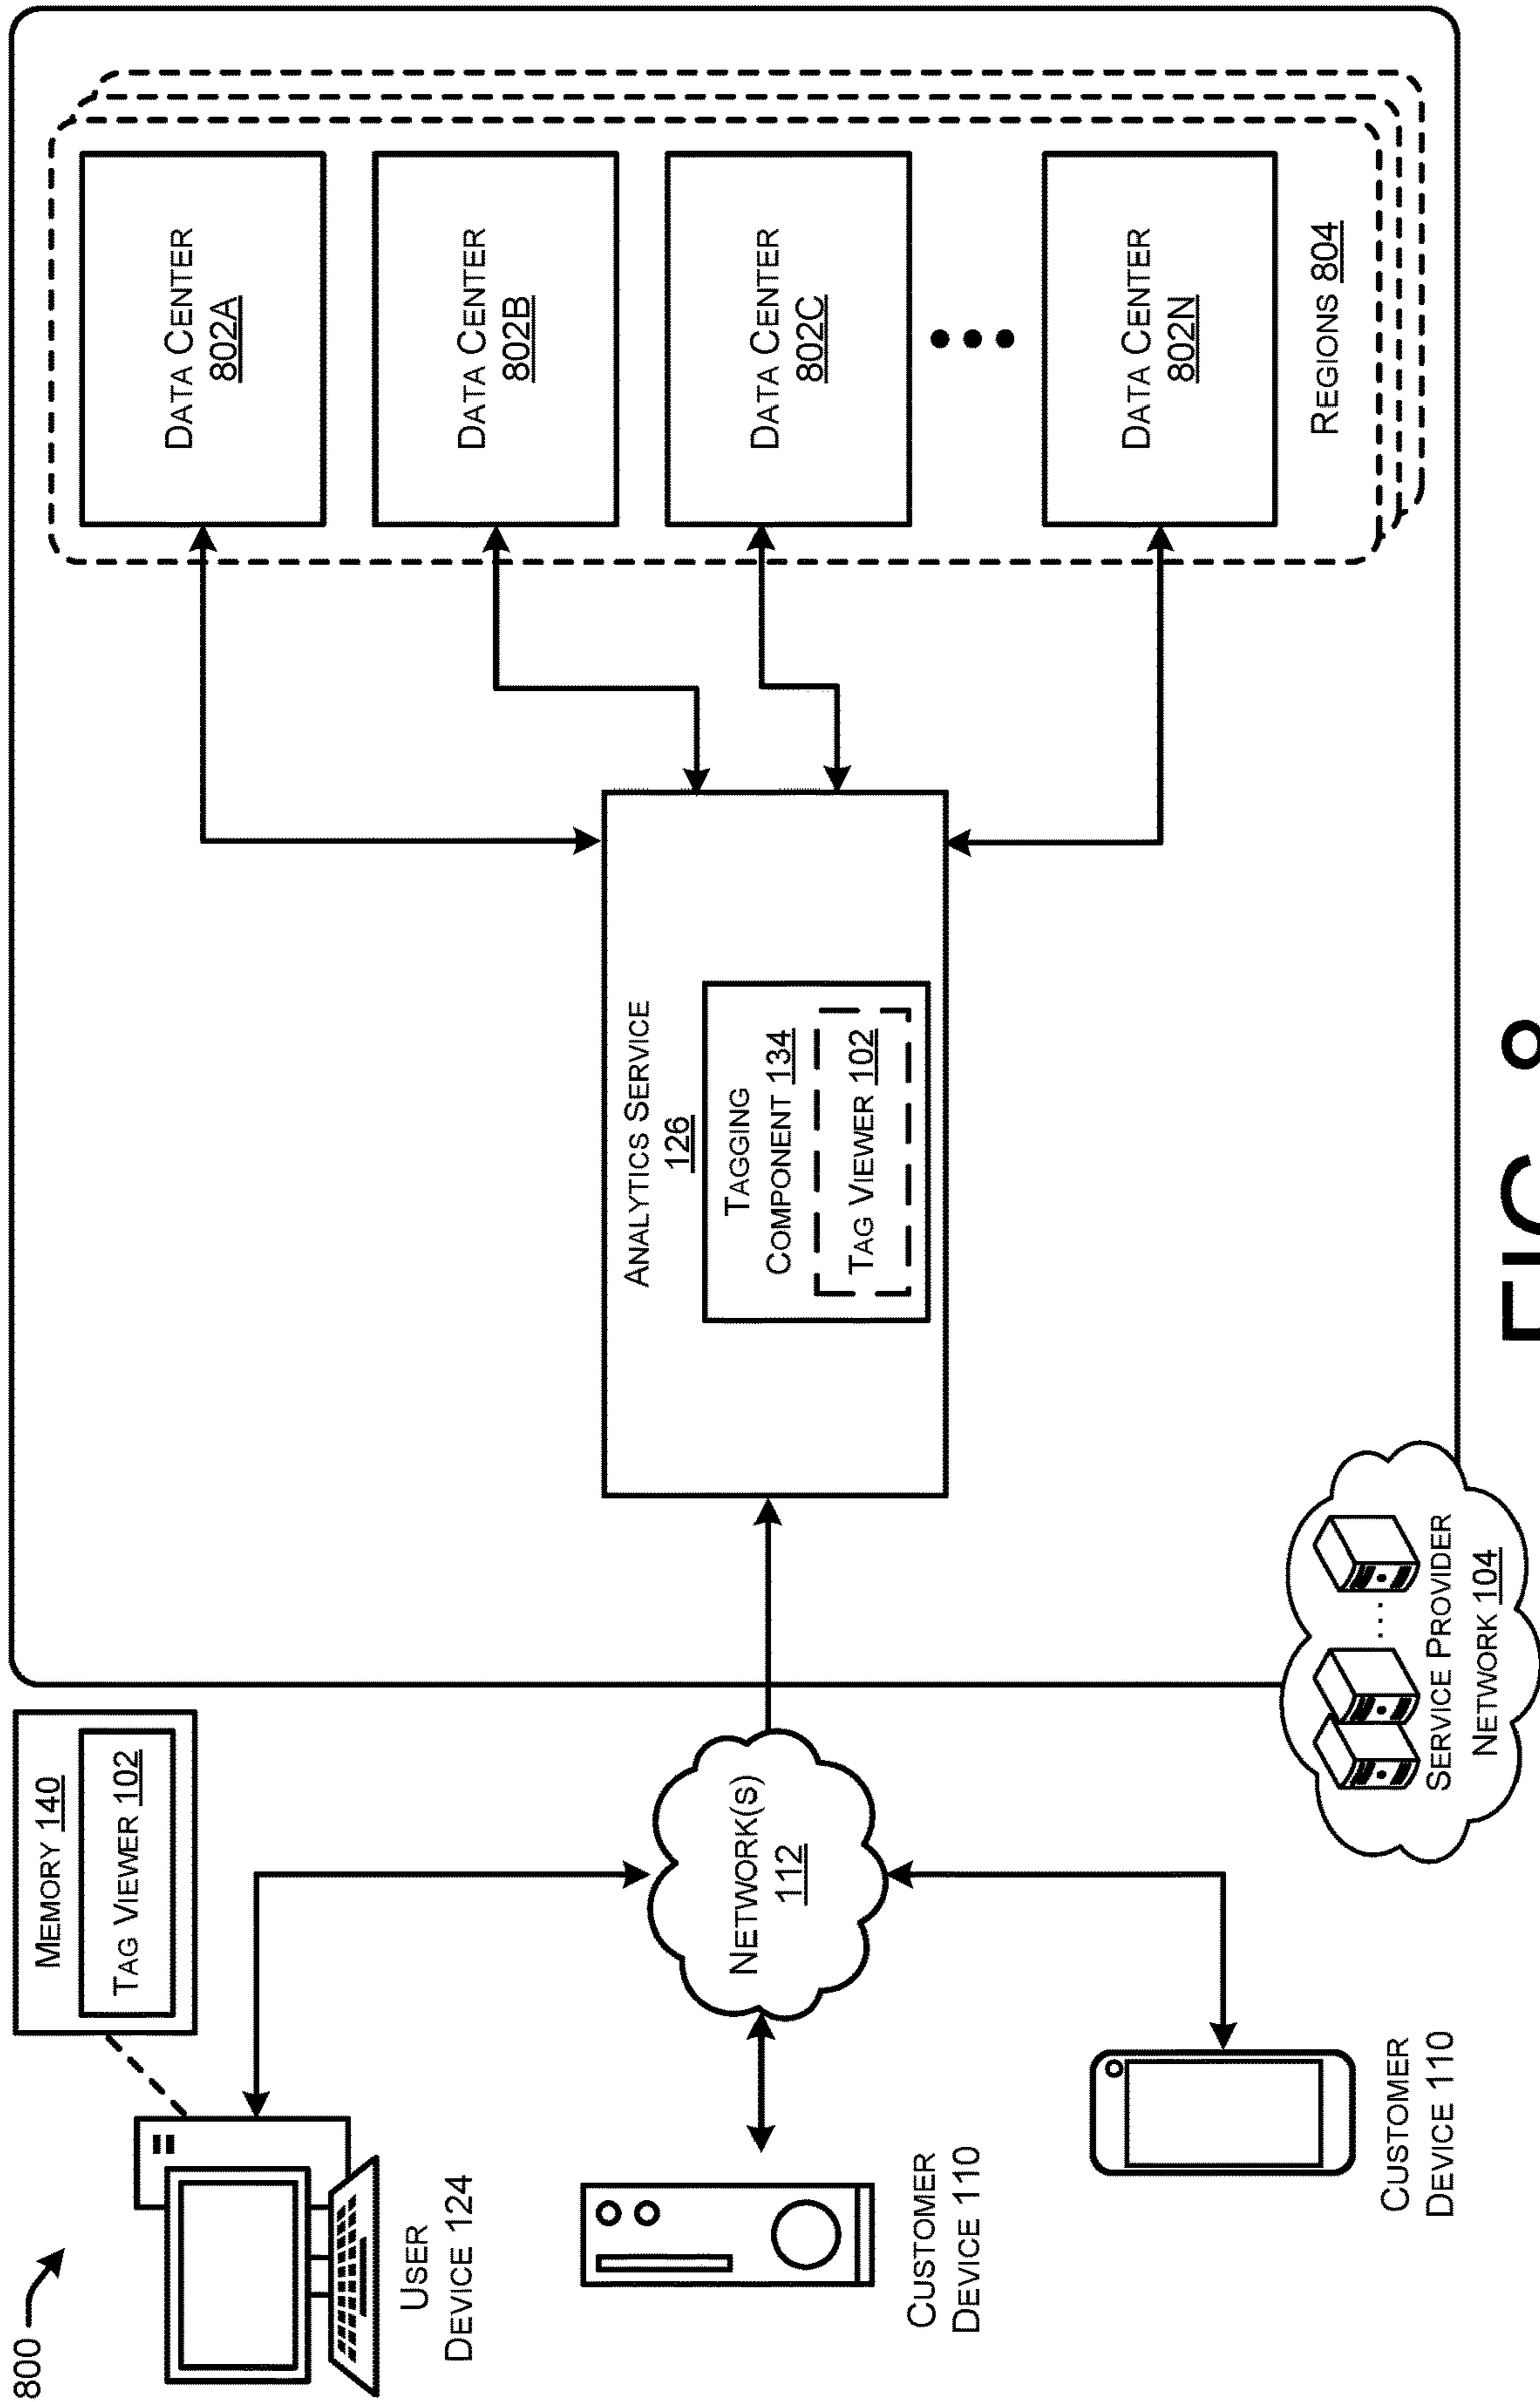 800
MEMORY 140
TAG VIEWER 102
USER
DEVICE 124
CUSTOMER
DEVICE 110
CUSTOMER
DEVICE 110
NETWORK(S)
112
SERVICE PROVIDER
NETWORK 104
ANALYTICS SERVICE
126
TAGGING
COMPONENT 134
TAG VIEWER 102
DATA CENTER
802A
DATA CENTER
802B
DATA CENTER
802C
DATA CENTER
802N
REGIONS 804